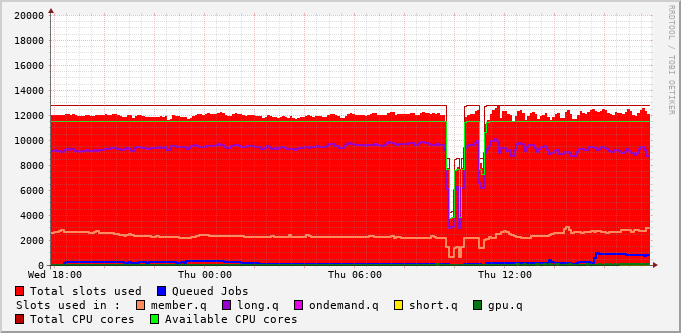 20000
18000
16000
14000
12000
10000
8000
6000
4000
2000
0
Wed 18:00 Thu 00:00 Thu 06:00 Thu 12:00
RRDTOOL / TOBI OETIKER
Total slots used Queued Jobs
Slots used in : member.q long.q ondemand.q short.q gpu.q
Total CPU cores Available CPU cores